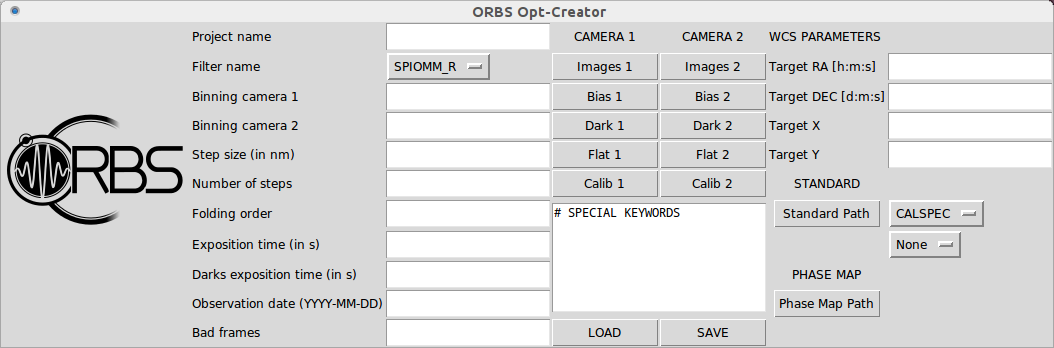 ORBS Opt-Creator
Project name CAMERA 1 CAMERA 2 WCS PARAMETERS
Filter name SPIOMM_R Images 1 Images 2 Target RA [h:m:s]
Binning camera 1 Bias 1 Bias 2 Target DEC [d:m:s]
Binning camera 2 Dark 1 Dark 2 Target X
Step size (in nm) Flat 1 Flat 2 Target Y
Number of steps Calib 1 Calib 2 STANDARD
ORBS
Folding order # SPECIAL KEYWORDS Standard Path CALSPEC
Exposition time (in s) None
Darks exposition time (in s) PHASE MAP
Observation date (YYYY-MM-DD) Phase Map Path
Bad frames LOAD SAVE